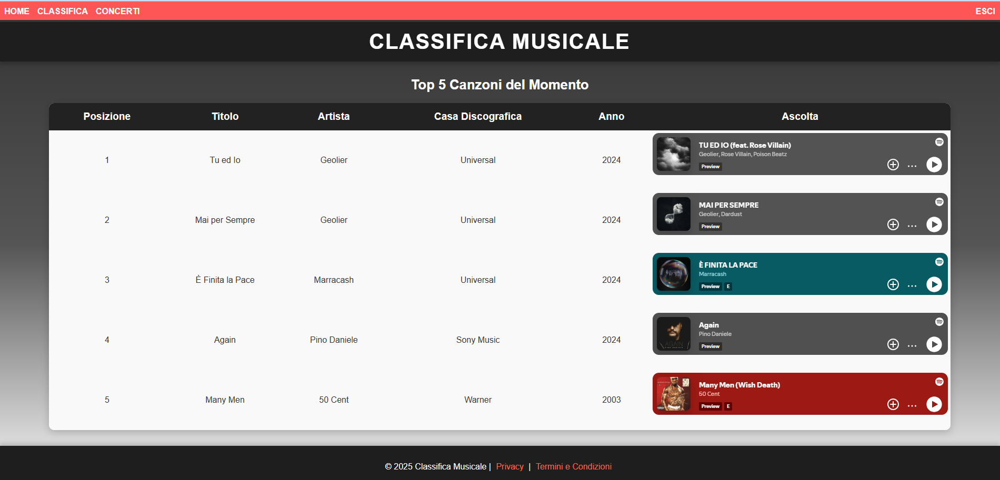 HOME CLASSIFICA CONCERTI ESCI
CLASSIFICA MUSICALE
Top 5 Canzoni del Momento
Posizione Titolo Artista Casa Discografica Anno Ascolta
1 Tu ed Io Geolier Universal 2024
TU ED IO (feat. Rose Villain)
Geolier, Rose Villain, Poison Beatz
Preview
2 Mai per Sempre Geolier Universal 2024
MAI PER SEMPRE
Geolier, Dardust
Preview
3 È Finita la Pace Marracash Universal 2024
È FINITA LA PACE
Marracash
Preview E
4 Again Pino Daniele Sony Music 2024
AGAIN
PINO DANIELE
Again
Pino Daniele
Preview
5 Many Men 50 Cent Warner 2003
50
Many Men (Wish Death)
50 Cent
Preview E
© 2025 Classifica Musicale | Privacy | Termini e Condizioni